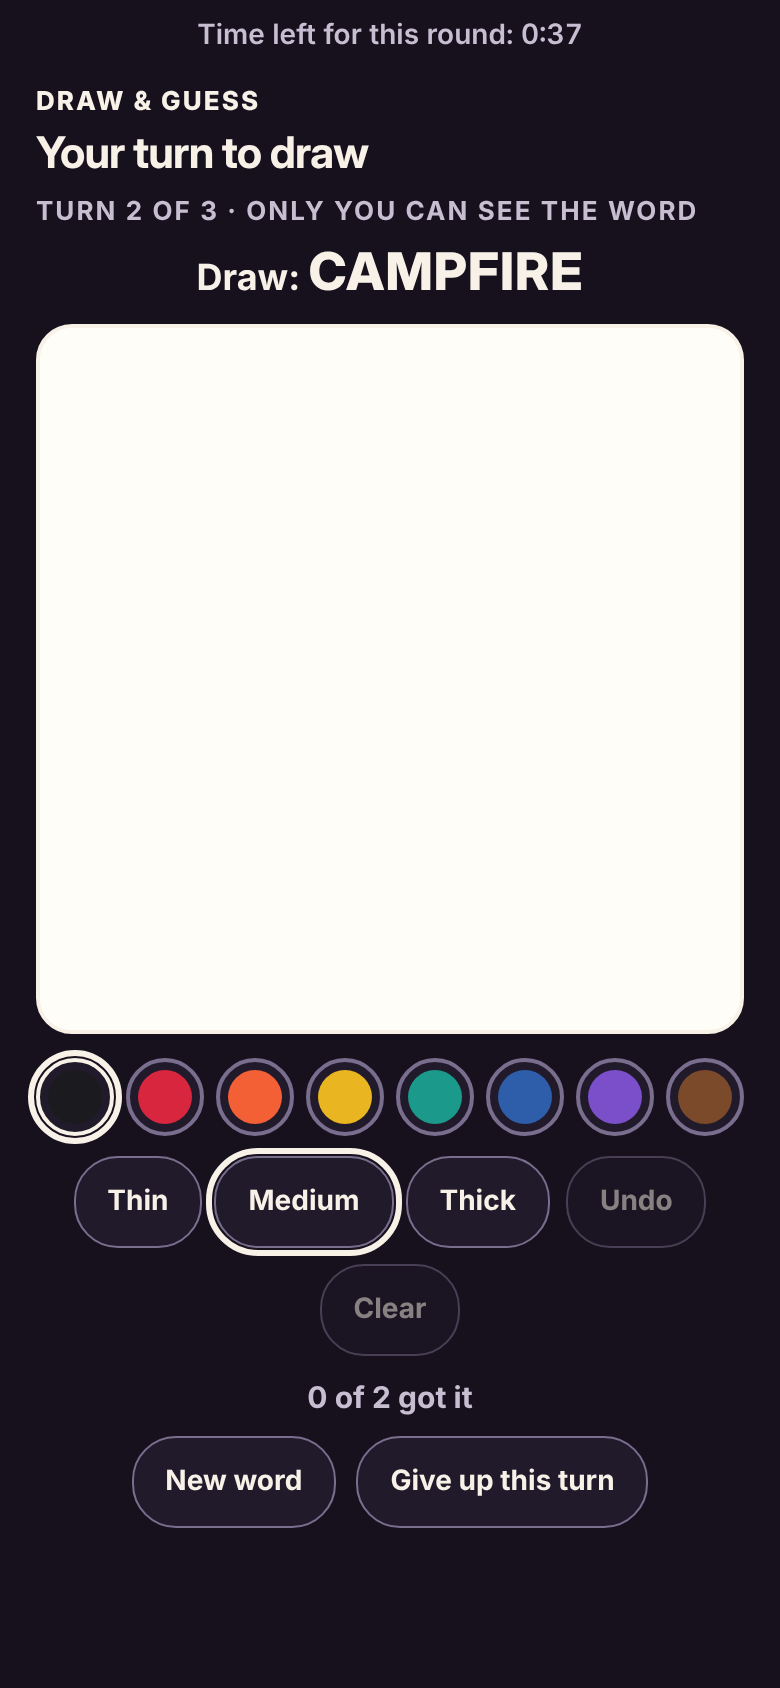 Time left for this round: 0:37
DRAW & GUESS
Your turn to draw
TURN 2 OF 3 · ONLY YOU CAN SEE THE WORD
Draw: CAMPFIRE
Thin Medium Thick Undo
Clear
0 of 2 got it
New word Give up this turn